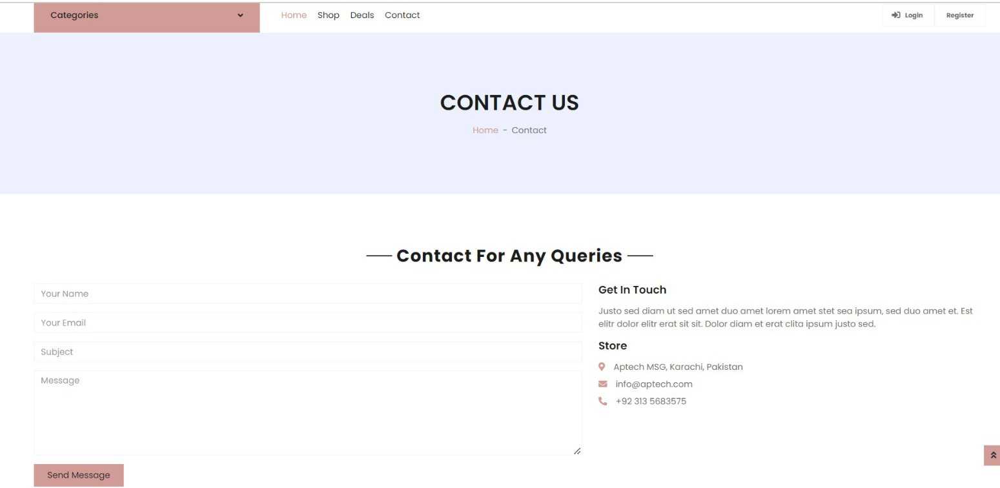 Categories
Home Shop Deals Contact
Login Register
CONTACT US
Home - Contact
Contact For Any Queries
Your Name
Your Email
Subject
Message
Send Message
Get In Touch
Justo sed diam ut sed amet duo amet lorem amet stet sea ipsum, sed duo amet et. Est
elitr dolor elitr erat sit sit. Dolor diam et erat clita ipsum justo sed.
Store
Aptech MSG, Karachi, Pakistan
info@aptech.com
+92 313 5683575